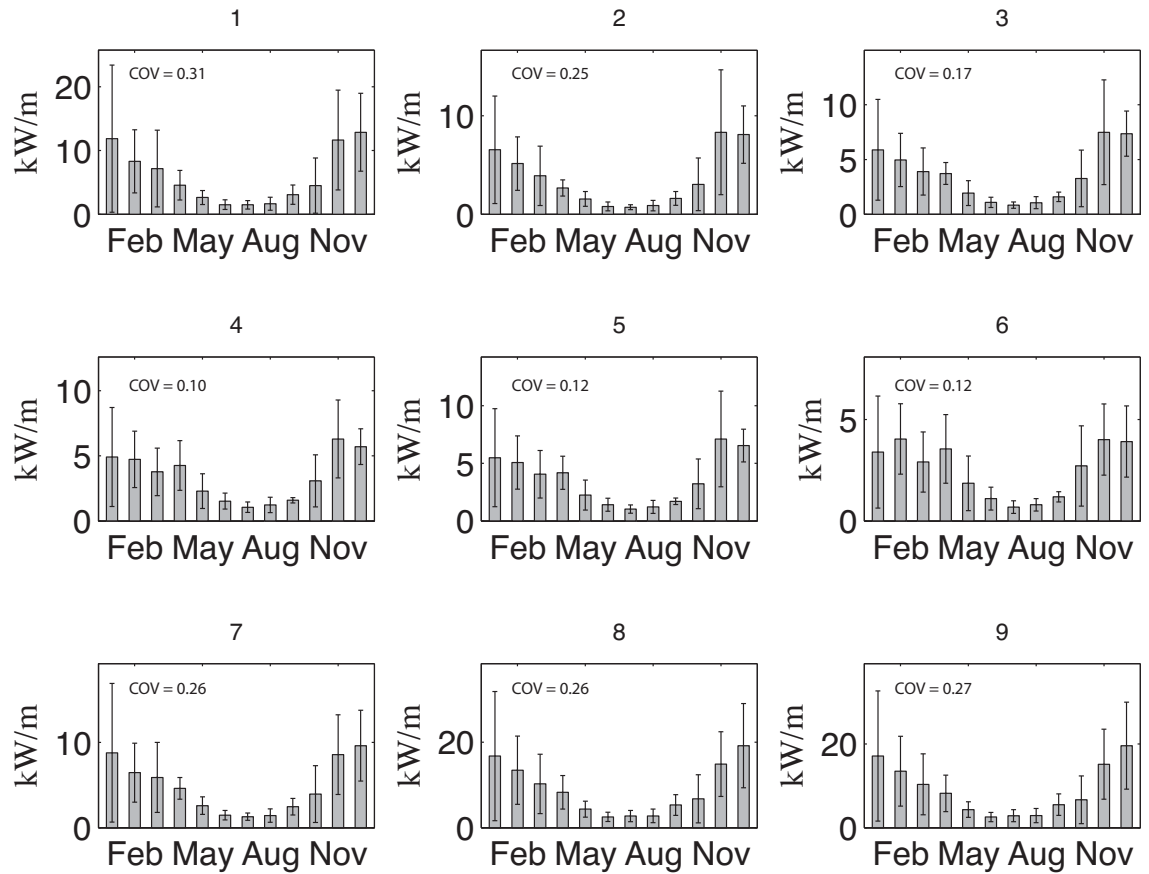 1
COV = 0.31
kW/m
20
10
0
Feb May Aug Nov
2
COV = 0.25
kW/m
10
0
Feb May Aug Nov
3
COV = 0.17
kW/m
10
5
0
Feb May Aug Nov
4
COV = 0.10
kW/m
10
5
0
Feb May Aug Nov
5
COV = 0.12
kW/m
10
5
0
Feb May Aug Nov
6
COV = 0.12
kW/m
5
0
Feb May Aug Nov
7
COV = 0.26
kW/m
10
0
Feb May Aug Nov
8
COV = 0.26
kW/m
20
0
Feb May Aug Nov
9
COV = 0.27
kW/m
20
0
Feb May Aug Nov